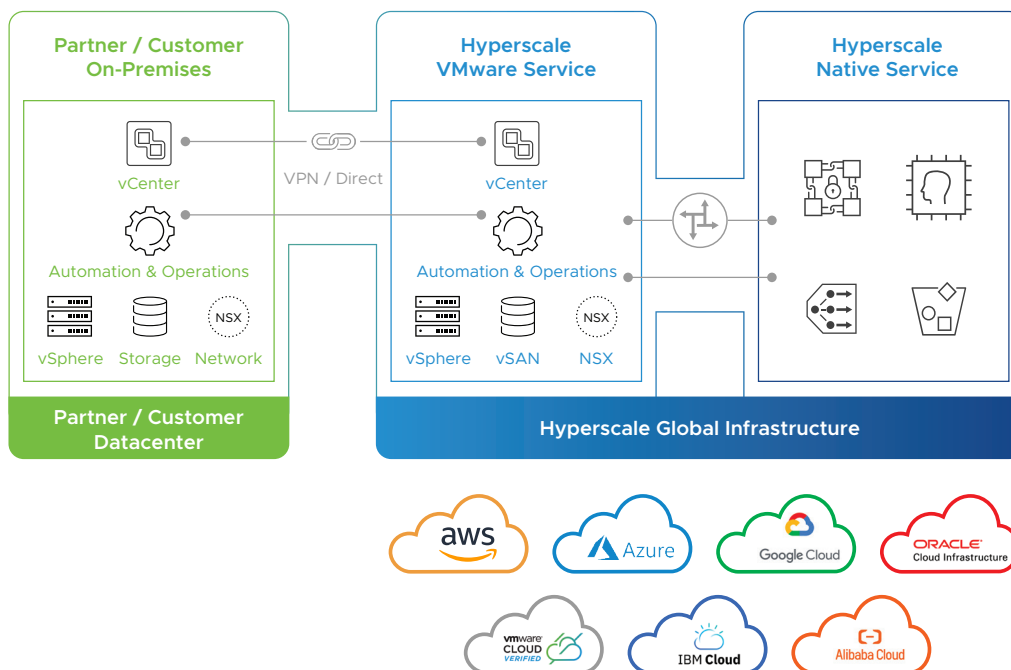 Partner / Customer
On-Premises
Hyperscale
VMware Service
Hyperscale
Native Service
vCenter
VPN / Direct
vCenter
Automation & Operations
Automation & Operations
NSX
NSX
vSphere
Storage
Network
vSphere
vSAN
NSX
Partner / Customer
Datacenter
Hyperscale Global Infrastructure
aws
Azure
Google Cloud
ORACLE
Cloud Infrastructure
vmware
CLOUD
VERIFIED
IBM Cloud
Alibaba Cloud